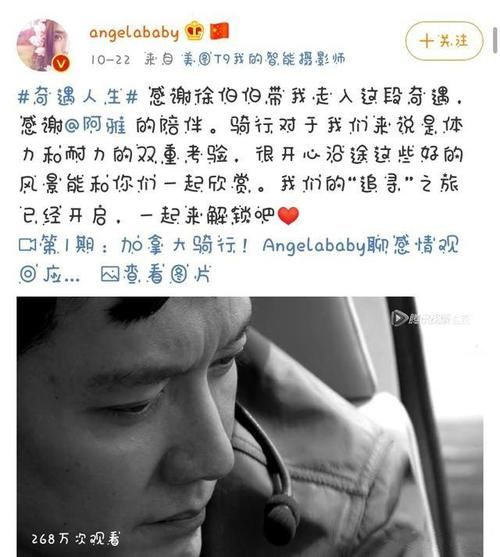 angelababy
10-22 来自 美图T9我的智能摄影师
+关注
#奇遇人生# 感谢徐伯伯带我走入这段奇遇，
感谢@阿雅 的陪伴。骑行对于我们来说是体
力和耐力的双重考验，很开心沿途这些好的
风景能和你们一起欣赏。我们的“追寻”之旅
已经开启，一起来解锁吧❤️
第1期：加拿大骑行！Angelababy聊感情观
回应... 查看图片
268万次观看